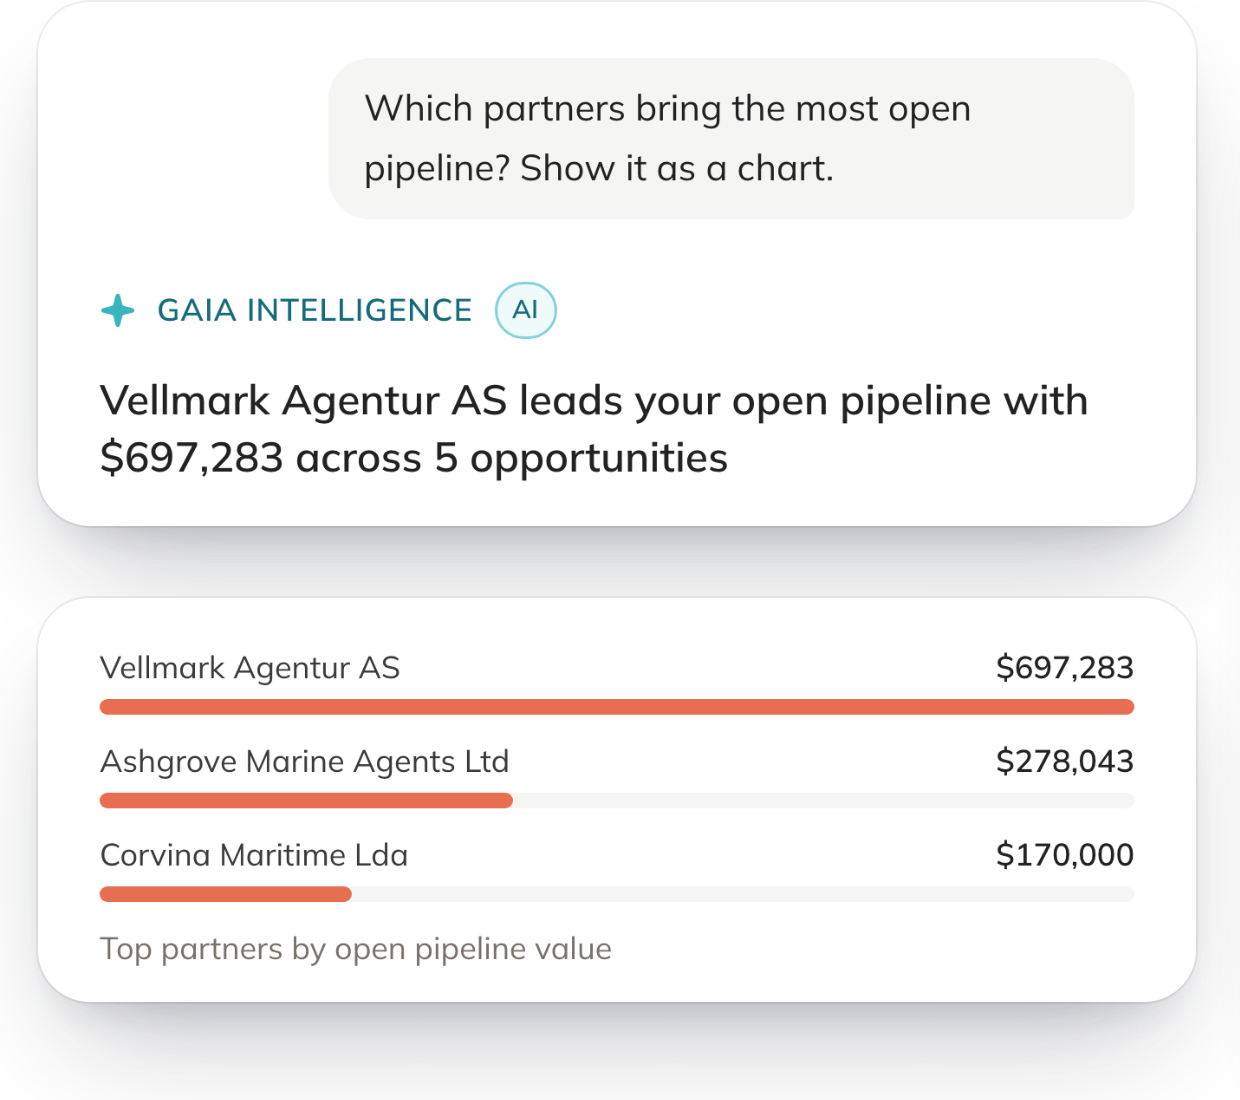 Which partners bring the most open
pipeline? Show it as a chart.
GAIA INTELLIGENCE AI
Vellmark Agentur AS leads your open pipeline with
$697,283 across 5 opportunities
Vellmark Agentur AS $697,283
Ashgrove Marine Agents Ltd $278,043
Corvina Maritime Lda $170,000
Top partners by open pipeline value